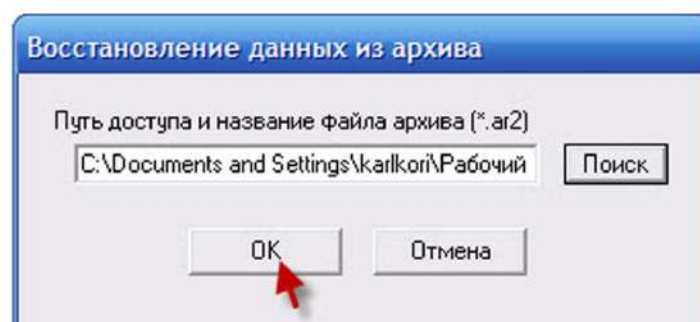 Восстановление данных из архива
Путь доступа и название файла архива (*.ar2)
C:\Documents and Settings\karlkori\Рабочий Поиск
OK Отмена